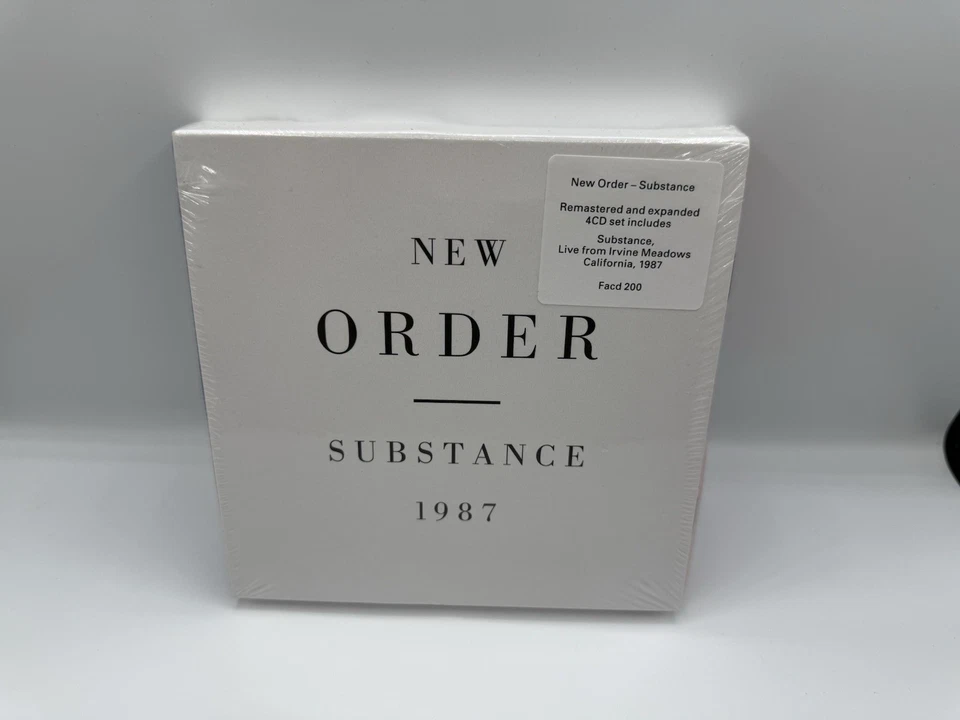 NEW
ORDER
SUBSTANCE
1987
New Order – Substance
Remastered and expanded
4CD set includes
Substance,
Live from Irvine Meadows
California, 1987
Facd 200